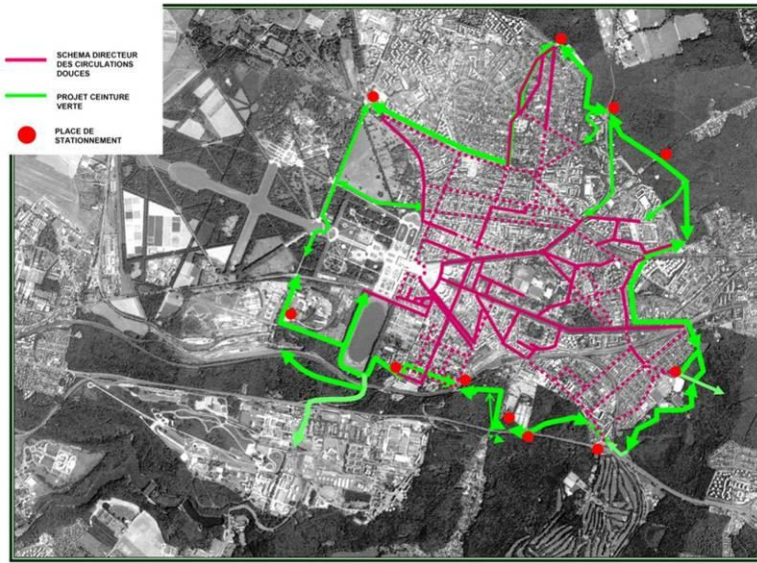 SCHEMA DIRECTEUR
DES CIRCULATIONS
DOUCES
PROJET CEINTURE
VERTE
PLACE DE
STATIONNEMENT